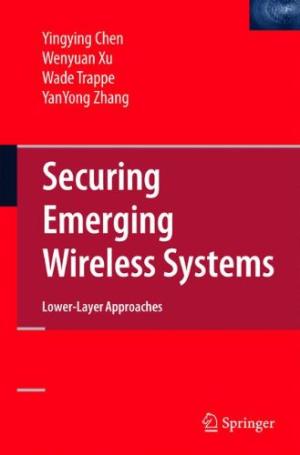 Yingying Chen
Wenyuan Xu
Wade Trappe
YanYong Zhang
Securing
Emerging
Wireless Systems
Lower-Layer Approaches
Springer